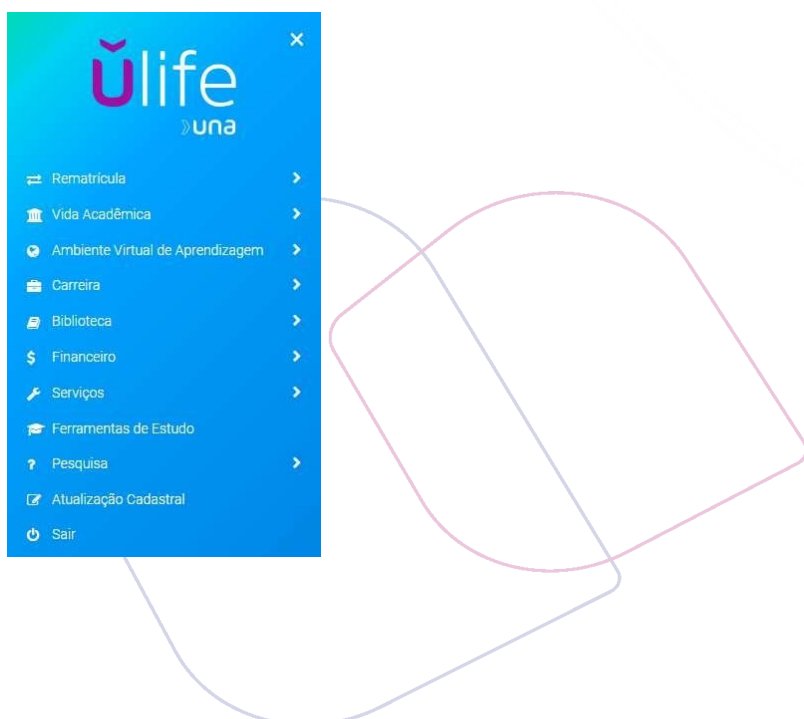 ×
Ŭlife
»una
Rematrícula
Vida Acadêmica
Ambiente Virtual de Aprendizagem
Carreira
Biblioteca
$ Financeiro
Serviços
Ferramentas de Estudo
? Pesquisa
Atualização Cadastral
Sair